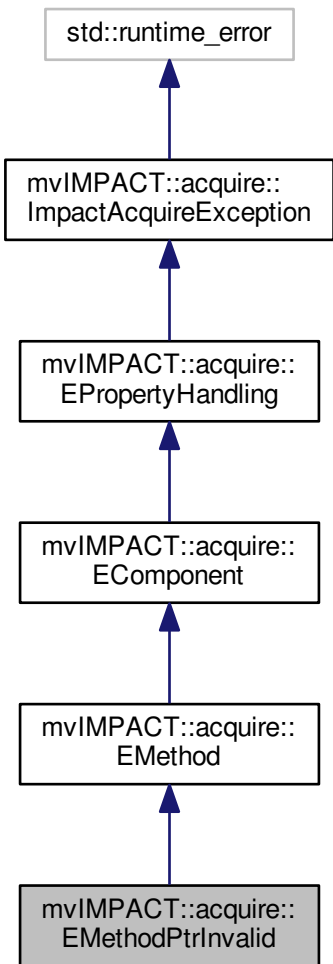 std::runtime_error
mvIMPACT::acquire::
ImpactAcquireException
mvIMPACT::acquire::
EPropertyHandling
mvIMPACT::acquire::
EComponent
mvIMPACT::acquire::
EMethod
mvIMPACT::acquire::
EMethodPtrInvalid